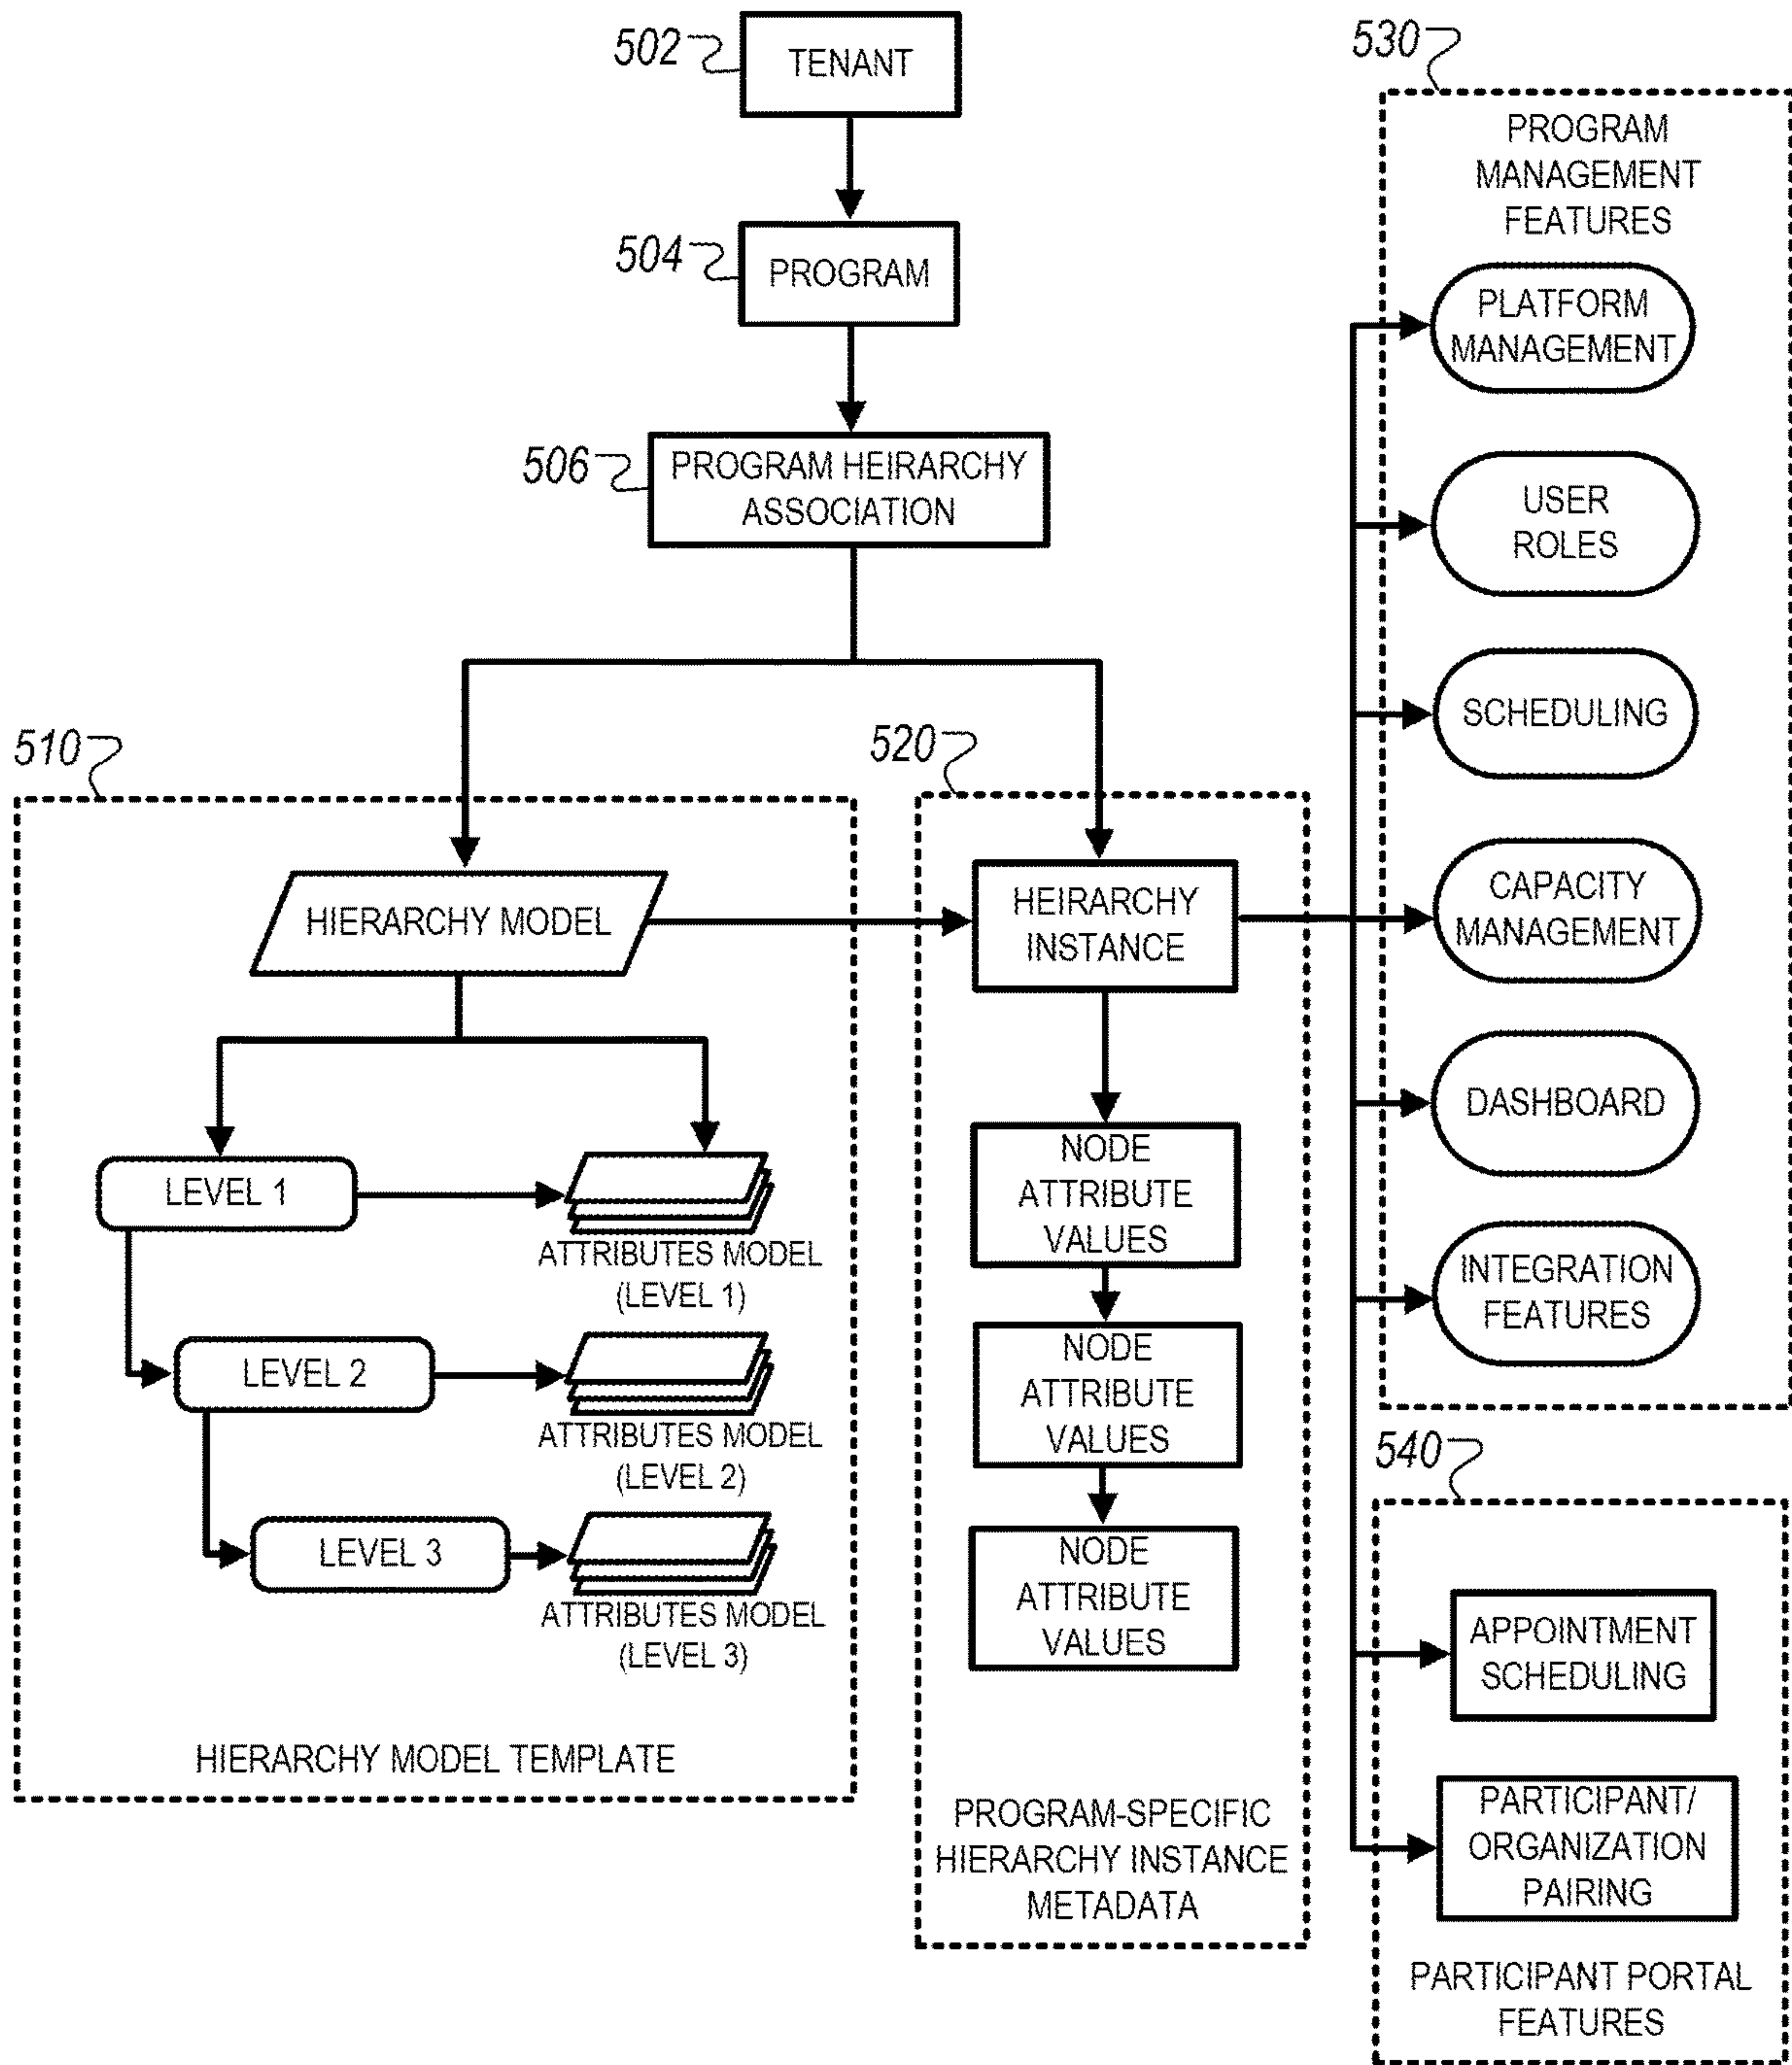 502
TENANT
504
PROGRAM
506
PROGRAM HEIRARCHY
ASSOCIATION
510
HIERARCHY MODEL
LEVEL 1
ATTRIBUTES MODEL
(LEVEL 1)
LEVEL 2
ATTRIBUTES MODEL
(LEVEL 2)
LEVEL 3
ATTRIBUTES MODEL
(LEVEL 3)
HIERARCHY MODEL TEMPLATE
520
HEIRARCHY
INSTANCE
NODE
ATTRIBUTE
VALUES
NODE
ATTRIBUTE
VALUES
NODE
ATTRIBUTE
VALUES
PROGRAM-SPECIFIC
HIERARCHY INSTANCE
METADATA
530
PROGRAM
MANAGEMENT
FEATURES
PLATFORM
MANAGEMENT
USER
ROLES
SCHEDULING
CAPACITY
MANAGEMENT
DASHBOARD
INTEGRATION
FEATURES
540
APPOINTMENT
SCHEDULING
PARTICIPANT/
ORGANIZATION
PAIRING
PARTICIPANT PORTAL
FEATURES